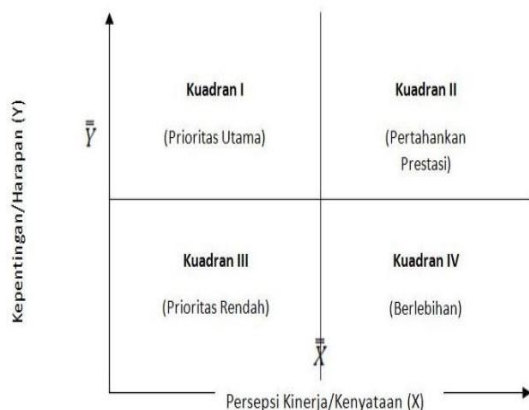 Kepentingan/Harapan (Y)
Kuadran I
(Prioritas Utama)
Kuadran II
(Pertahankan
Prestasi)
Y̿
Kuadran III
(Prioritas Rendah)
Kuadran IV
(Berlebihan)
X̿
Persepsi Kinerja/Kenyataan (X)